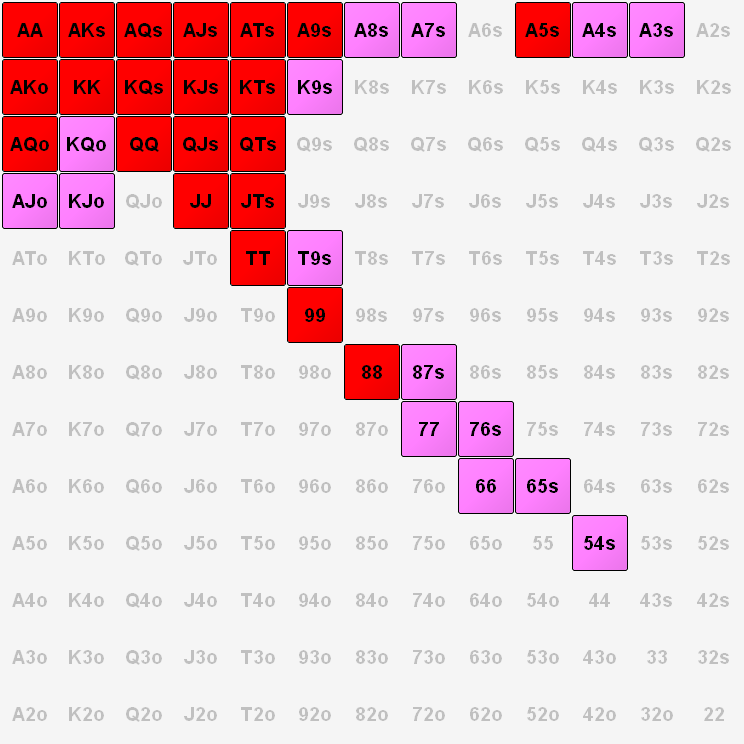 AA AKs AQs AJs ATs A9s A8s A7s A6s A5s A4s A3s A2s
AKo KK KQs KJs KTs K9s K8s K7s K6s K5s K4s K3s K2s
AQo KQo QQ QJs QTs Q9s Q8s Q7s Q6s Q5s Q4s Q3s Q2s
AJo KJo QJo JJ JTs J9s J8s J7s J6s J5s J4s J3s J2s
ATo KTo QTo JTo TT T9s T8s T7s T6s T5s T4s T3s T2s
A9o K9o Q9o J9o T9o 99 98s 97s 96s 95s 94s 93s 92s
A8o K8o Q8o J8o T8o 98o 88 87s 86s 85s 84s 83s 82s
A7o K7o Q7o J7o T7o 97o 87o 77 76s 75s 74s 73s 72s
A6o K6o Q6o J6o T6o 96o 86o 76o 66 65s 64s 63s 62s
A5o K5o Q5o J5o T5o 95o 85o 75o 65o 55 54s 53s 52s
A4o K4o Q4o J4o T4o 94o 84o 74o 64o 54o 44 43s 42s
A3o K3o Q3o J3o T3o 93o 83o 73o 63o 53o 43o 33 32s
A2o K2o Q2o J2o T2o 92o 82o 72o 62o 52o 42o 32o 22